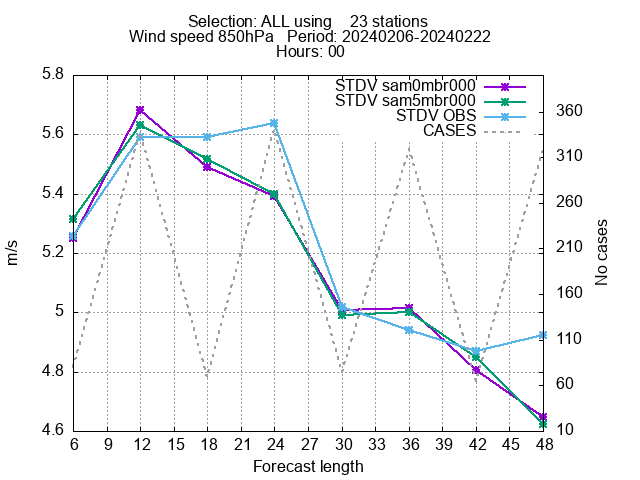 Selection: ALL using    23 stations
Wind speed 850hPa   Period: 20240206-20240222
Hours: 00
STDV sam0mbr000
STDV sam5mbr000
STDV OBS
CASES
5.8
5.6
5.4
5.2
5
4.8
4.6
m/s
360
310
260
210
160
110
60
10
No cases
6 9 12 15 18 21 24 27 30 33 36 39 42 45 48
Forecast length